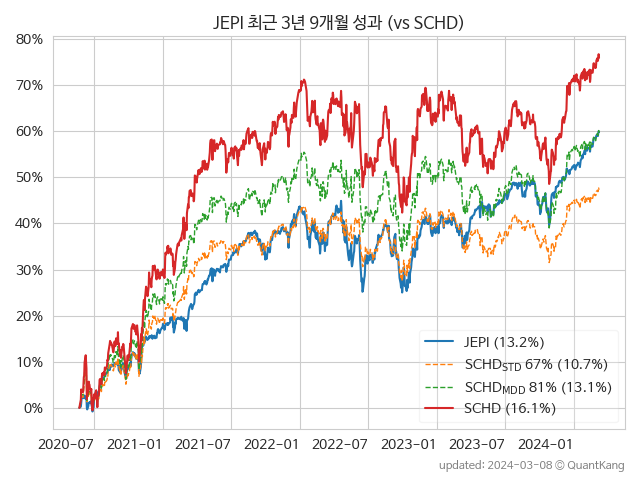 JEPI 최근 3년 9개월 성과 (vs SCHD)
80%
70%
60%
50%
40%
30%
20%
10%
0%
JEPI (13.2%)
SCHD_STD 67% (10.7%)
SCHD_MDD 81% (13.1%)
SCHD (16.1%)
2020-07 2021-01 2021-07 2022-01 2022-07 2023-01 2023-07 2024-01
updated: 2024-03-08 © QuantKang